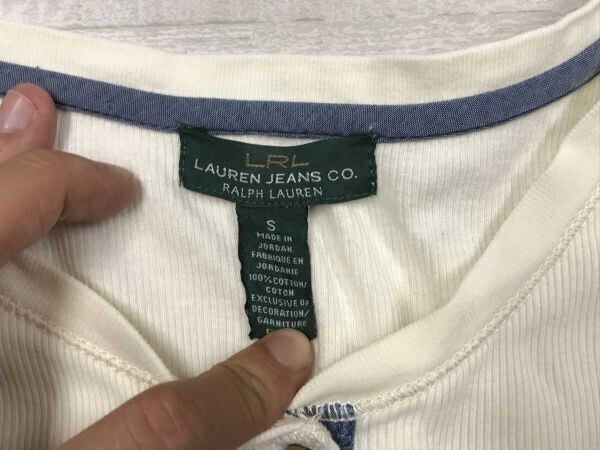 LRL
LAUREN JEANS CO.
RALPH LAUREN
S
MADE IN
JORDAN
FABRIQUE EN
JORDANIE
100% COTTON/
COTON
EXCLUSIVE OF
DECORATION/
GARNITURE